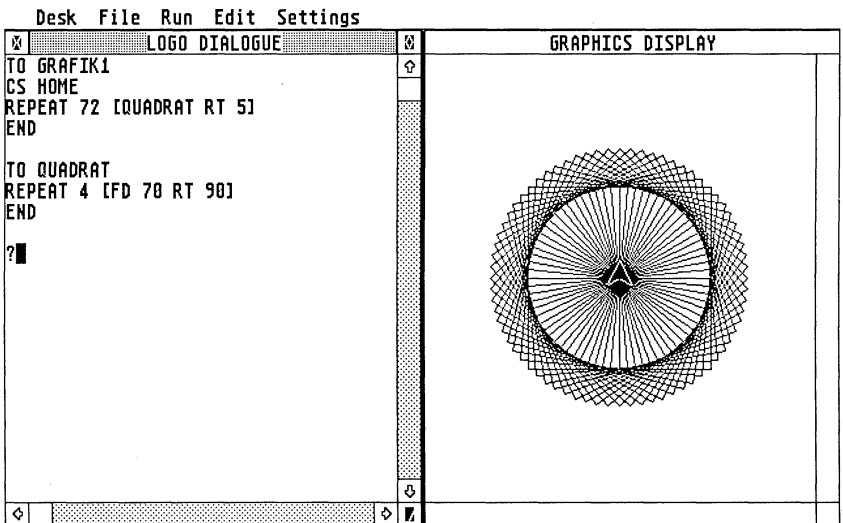 Desk File Run Edit Settings
LOGO DIALOGUE
TO GRAFIK1
CS HOME
REPEAT 72 [QUADRAT RT 5]
END
TO QUADRAT
REPEAT 4 [FD 70 RT 90]
END
?
GRAPHICS DISPLAY